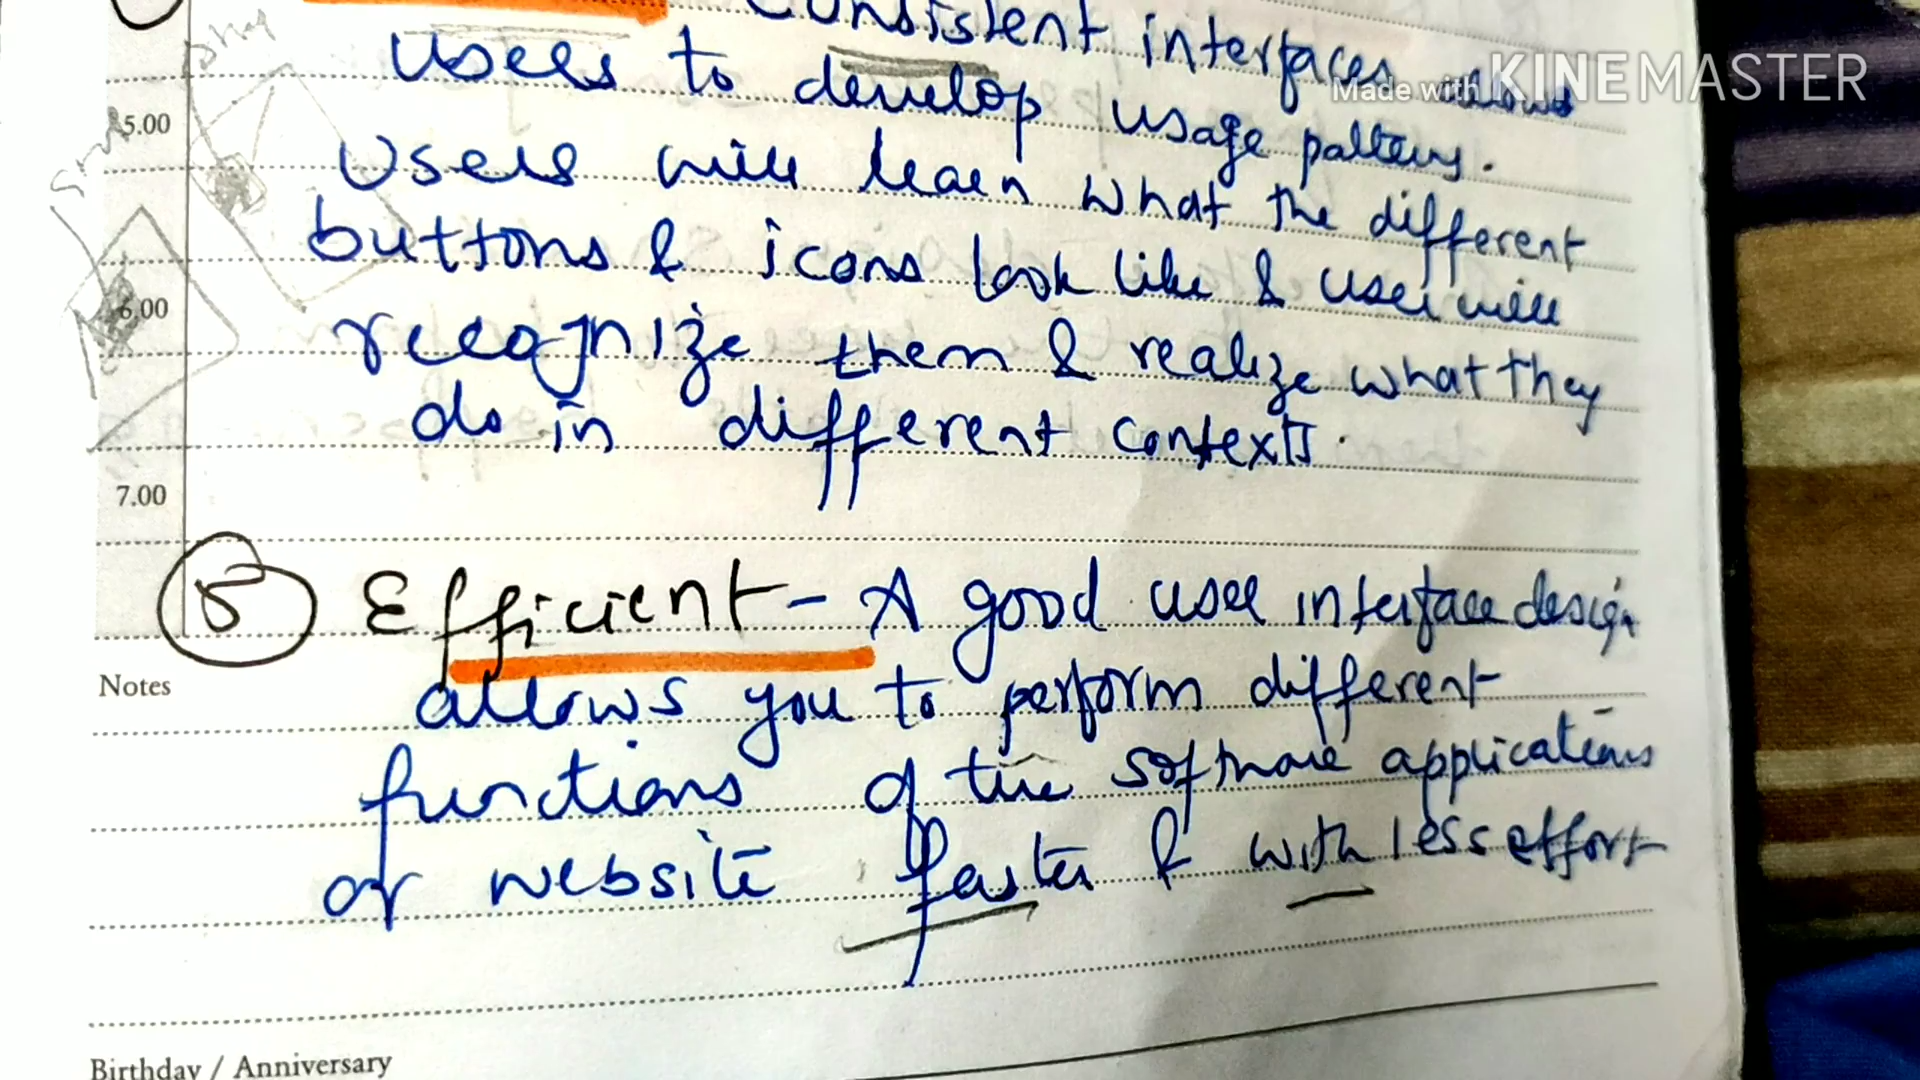 Consistent interfaces allows
Made with KINEMASTER
users to develop usage patterns.
5.00
Users will learn what the different
buttons & icons look like & user will
6.00
recognize them & realize what they
do in different contexts.
7.00
5 Efficient - A good user interface design
Notes
allows you to perform different
functions of the software applications
or website faster & with less effort
Birthday / Anniversary